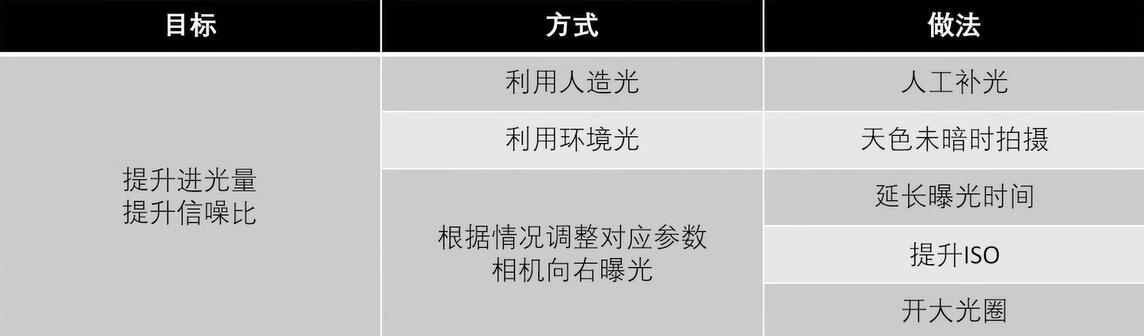 目标
方式
做法
提升进光量
提升信噪比
利用人造光
人工补光
利用环境光
天色未暗时拍摄
根据情况调整对应参数
相机向右曝光
延长曝光时间
提升ISO
开大光圈